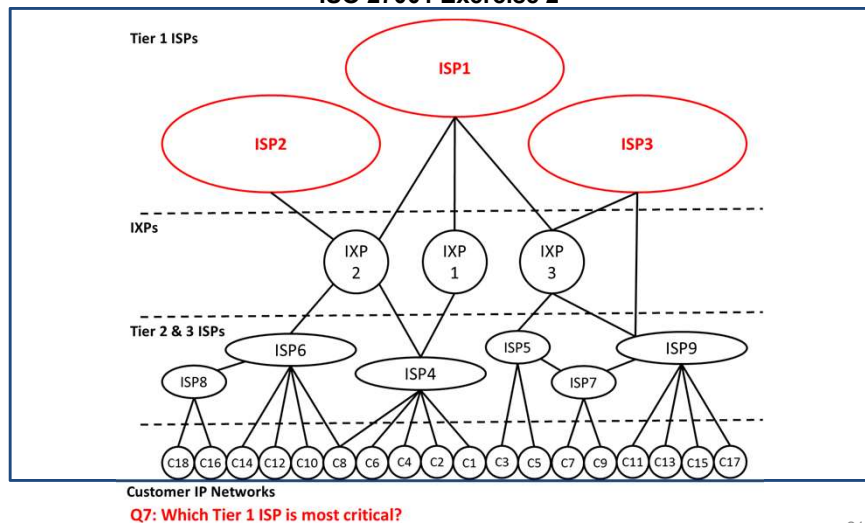 Tier 1 ISPs
ISP1
ISP2
ISP3
IXPs
IXP
2
IXP
1
IXP
3
Tier 2 & 3 ISPs
ISP6
ISP5
ISP9
ISP8
ISP4
ISP7
C18 C16 C14 C12 C10 C8 C6 C4 C2 C1 C3 C5 C7 C9 C11 C13 C15 C17
Customer IP Networks
Q7: Which Tier 1 ISP is most critical?